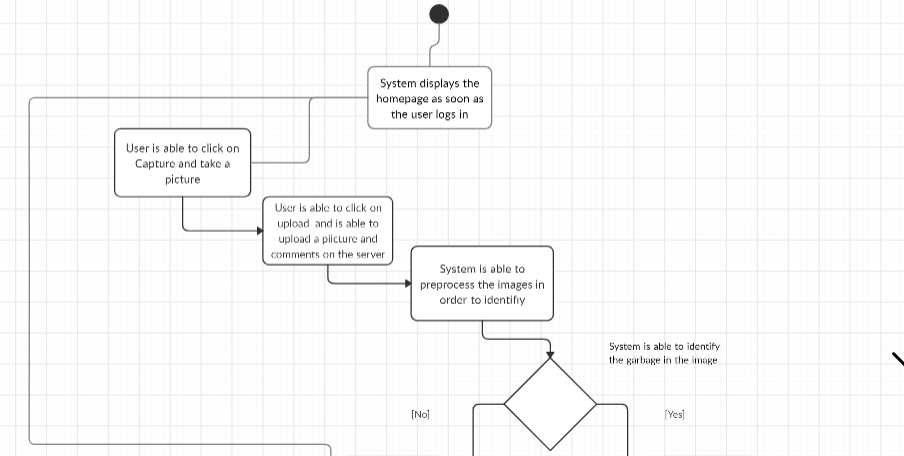 System displays the
homepage as soon as
the user logs in
User is able to click on
Capture and take a
picture
User is able to click on
upload and is able to
upload a piicture and
comments on the server
System is able to
preprocess the images in
order to identifiy
System is able to identify
the garbage in the image
[No]
[Yes]